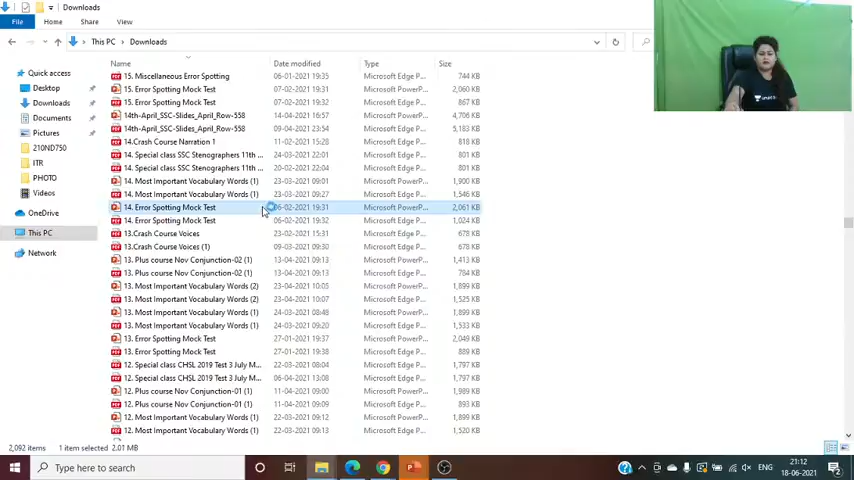 Downloads
File Home Share View
This PC > Downloads
Name Date modified Type Size
Quick access
Desktop
Downloads
Documents
Pictures
210ND750
ITR
PHOTO
Videos
OneDrive
This PC
Network
15. Miscellaneous Error Spotting 06-01-2021 19:35 Microsoft Edge P... 744 KB
15. Error Spotting Mock Test 07-02-2021 19:31 Microsoft PowerP... 2,060 KB
15. Error Spotting Mock Test 07-02-2021 19:32 Microsoft Edge P... 867 KB
14th-April_SSC-Slides_April_Row-558 14-04-2021 16:57 Microsoft PowerP... 4,706 KB
14th-April_SSC-Slides_April_Row-558 09-04-2021 23:54 Microsoft Edge P... 5,183 KB
14.Crash Course Narration 1 11-02-2021 15:28 Microsoft Edge P... 818 KB
14. Special class SSC Stenographers 11th ... 24-03-2021 22:01 Microsoft Edge P... 801 KB
14. Special class SSC Stenographers 11th ... 20-02-2021 22:04 Microsoft Edge P... 801 KB
14. Most Important Vocabulary Words (1) 23-03-2021 09:01 Microsoft PowerP... 1,900 KB
14. Most Important Vocabulary Words (1) 23-03-2021 09:27 Microsoft Edge P... 1,546 KB
14. Error Spotting Mock Test 06-02-2021 19:31 Microsoft PowerP... 2,061 KB
14. Error Spotting Mock Test 06-02-2021 19:32 Microsoft Edge P... 1,024 KB
13.Crash Course Voices 23-02-2021 15:31 Microsoft Edge P... 678 KB
13.Crash Course Voices (1) 09-03-2021 09:30 Microsoft Edge P... 678 KB
13. Plus course Nov Conjunction-02 (1) 13-04-2021 09:13 Microsoft PowerP... 1,413 KB
13. Plus course Nov Conjunction-02 (1) 13-04-2021 09:13 Microsoft Edge P... 784 KB
13. Most Important Vocabulary Words (2) 23-04-2021 10:05 Microsoft PowerP... 1,899 KB
13. Most Important Vocabulary Words (2) 23-04-2021 10:07 Microsoft Edge P... 1,525 KB
13. Most Important Vocabulary Words (1) 24-03-2021 08:48 Microsoft PowerP... 1,899 KB
13. Most Important Vocabulary Words (1) 24-03-2021 09:20 Microsoft Edge P... 1,533 KB
13. Error Spotting Mock Test 27-01-2021 19:37 Microsoft PowerP... 2,049 KB
13. Error Spotting Mock Test 27-01-2021 19:38 Microsoft Edge P... 889 KB
12. Special class CHSL 2019 Test 3 July M... 22-03-2021 08:04 Microsoft Edge P... 1,797 KB
12. Special class CHSL 2019 Test 3 July M... 06-04-2021 13:08 Microsoft Edge P... 1,797 KB
12. Plus course Nov Conjunction-01 (1) 11-04-2021 09:00 Microsoft PowerP... 1,989 KB
12. Plus course Nov Conjunction-01 (1) 11-04-2021 09:09 Microsoft Edge P... 893 KB
12. Most Important Vocabulary Words (1) 22-03-2021 09:12 Microsoft PowerP... 1,899 KB
12. Most Important Vocabulary Words (1) 22-03-2021 09:13 Microsoft Edge P... 1,520 KB
2,092 items 1 item selected 2.01 MB
Type here to search
ENG
21:12
18-06-2021